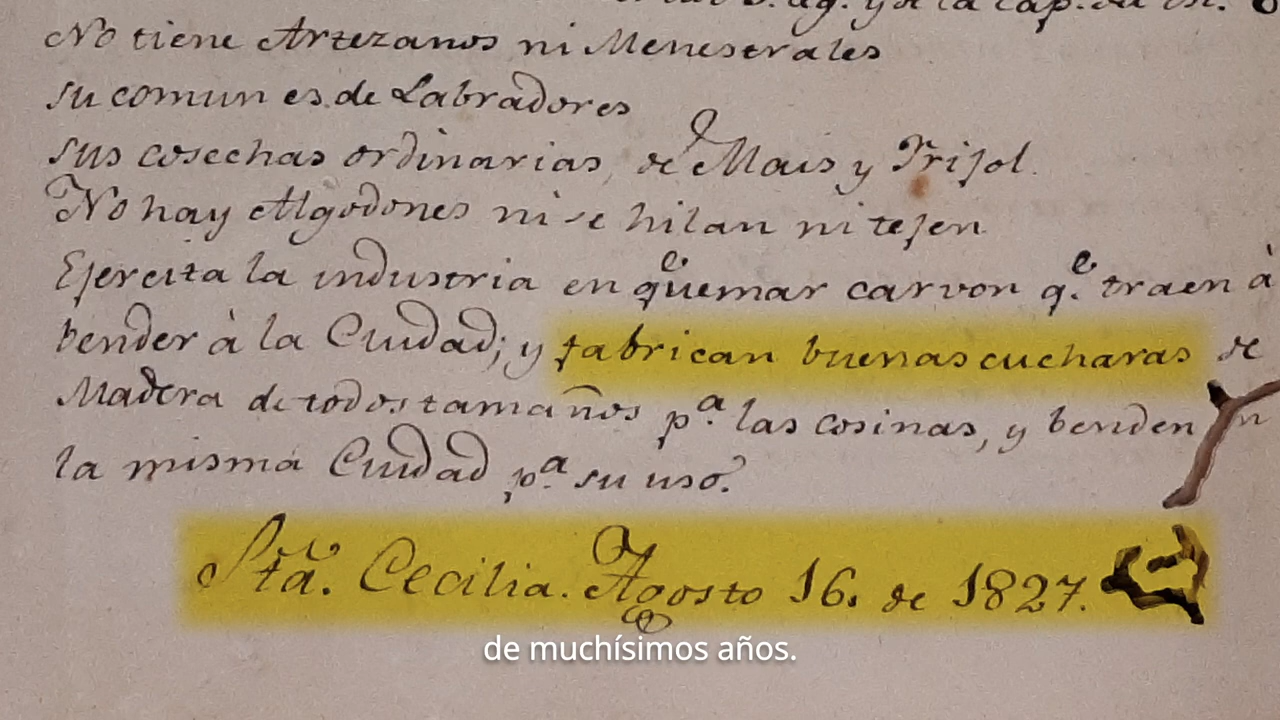 No tiene Artezanos ni Menestrales
su comun es de Labradores
sus cosechas ordinarias, de Mais y Frijol.
No hay Algodones ni se hilan ni tejen
Ejercita la industria en quemar carvon q.e traen à
bender à la Ciudad; y fabrican buenas cucharas de
Madera de todos tamaños p.a las cosinas, y benden en
la misma Ciudad p.a su uso.
Sta. Cecilia. Agosto 16. de 1827.
de muchísimos años.